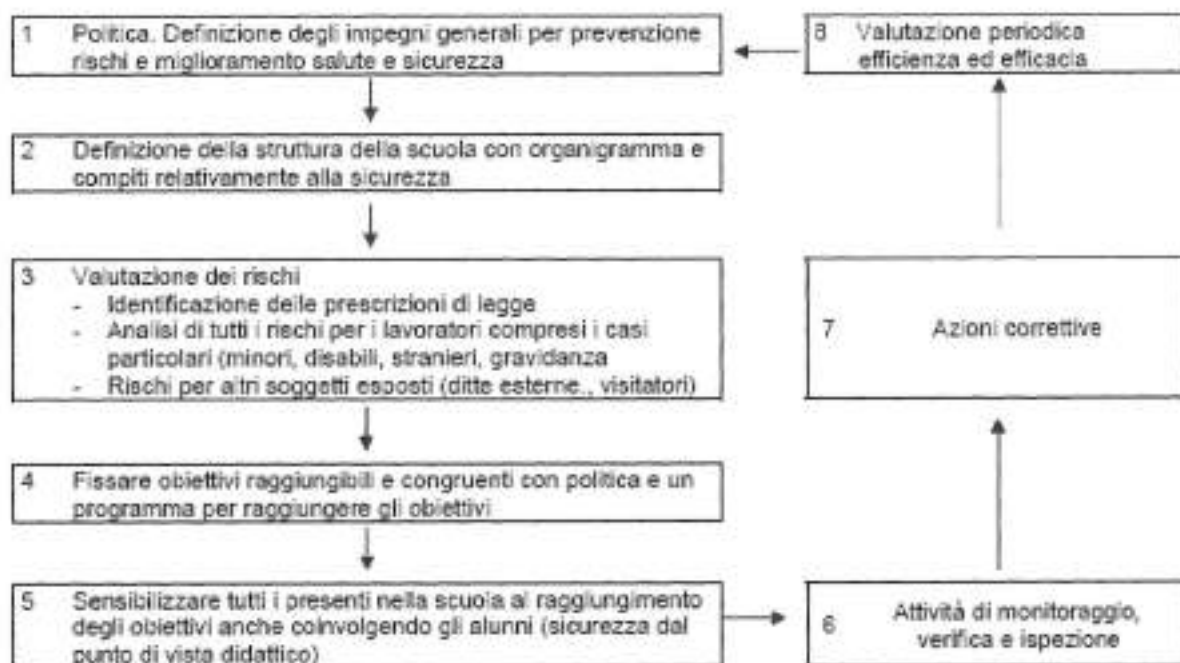 1 Politica. Definizione degli impegni generali per prevenzione
rischi e miglioramento salute e sicurezza
2 Definizione della struttura della scuola con organigramma e
compiti relativamente alla sicurezza
3 Valutazione dei rischi
- Identificazione delle prescrizioni di legge
- Analisi di tutti i rischi per i lavoratori compresi i casi
particolari (minori, disabili, stranieri, gravidanza
- Rischi per altri soggetti esposti (ditte esterne., visitatori)
4 Fissare obiettivi raggiungibili e congruenti con politica e un
programma per raggiungere gli obiettivi
5 Sensibilizzare tutti i presenti nella scuola al raggiungimento
degli obiettivi anche coinvolgendo gli alunni (sicurezza dal
punto di vista didattico)
6 Attività di monitoraggio,
verifica e ispezione
7 Azioni correttive
8 Valutazione periodica
efficienza ed efficacia